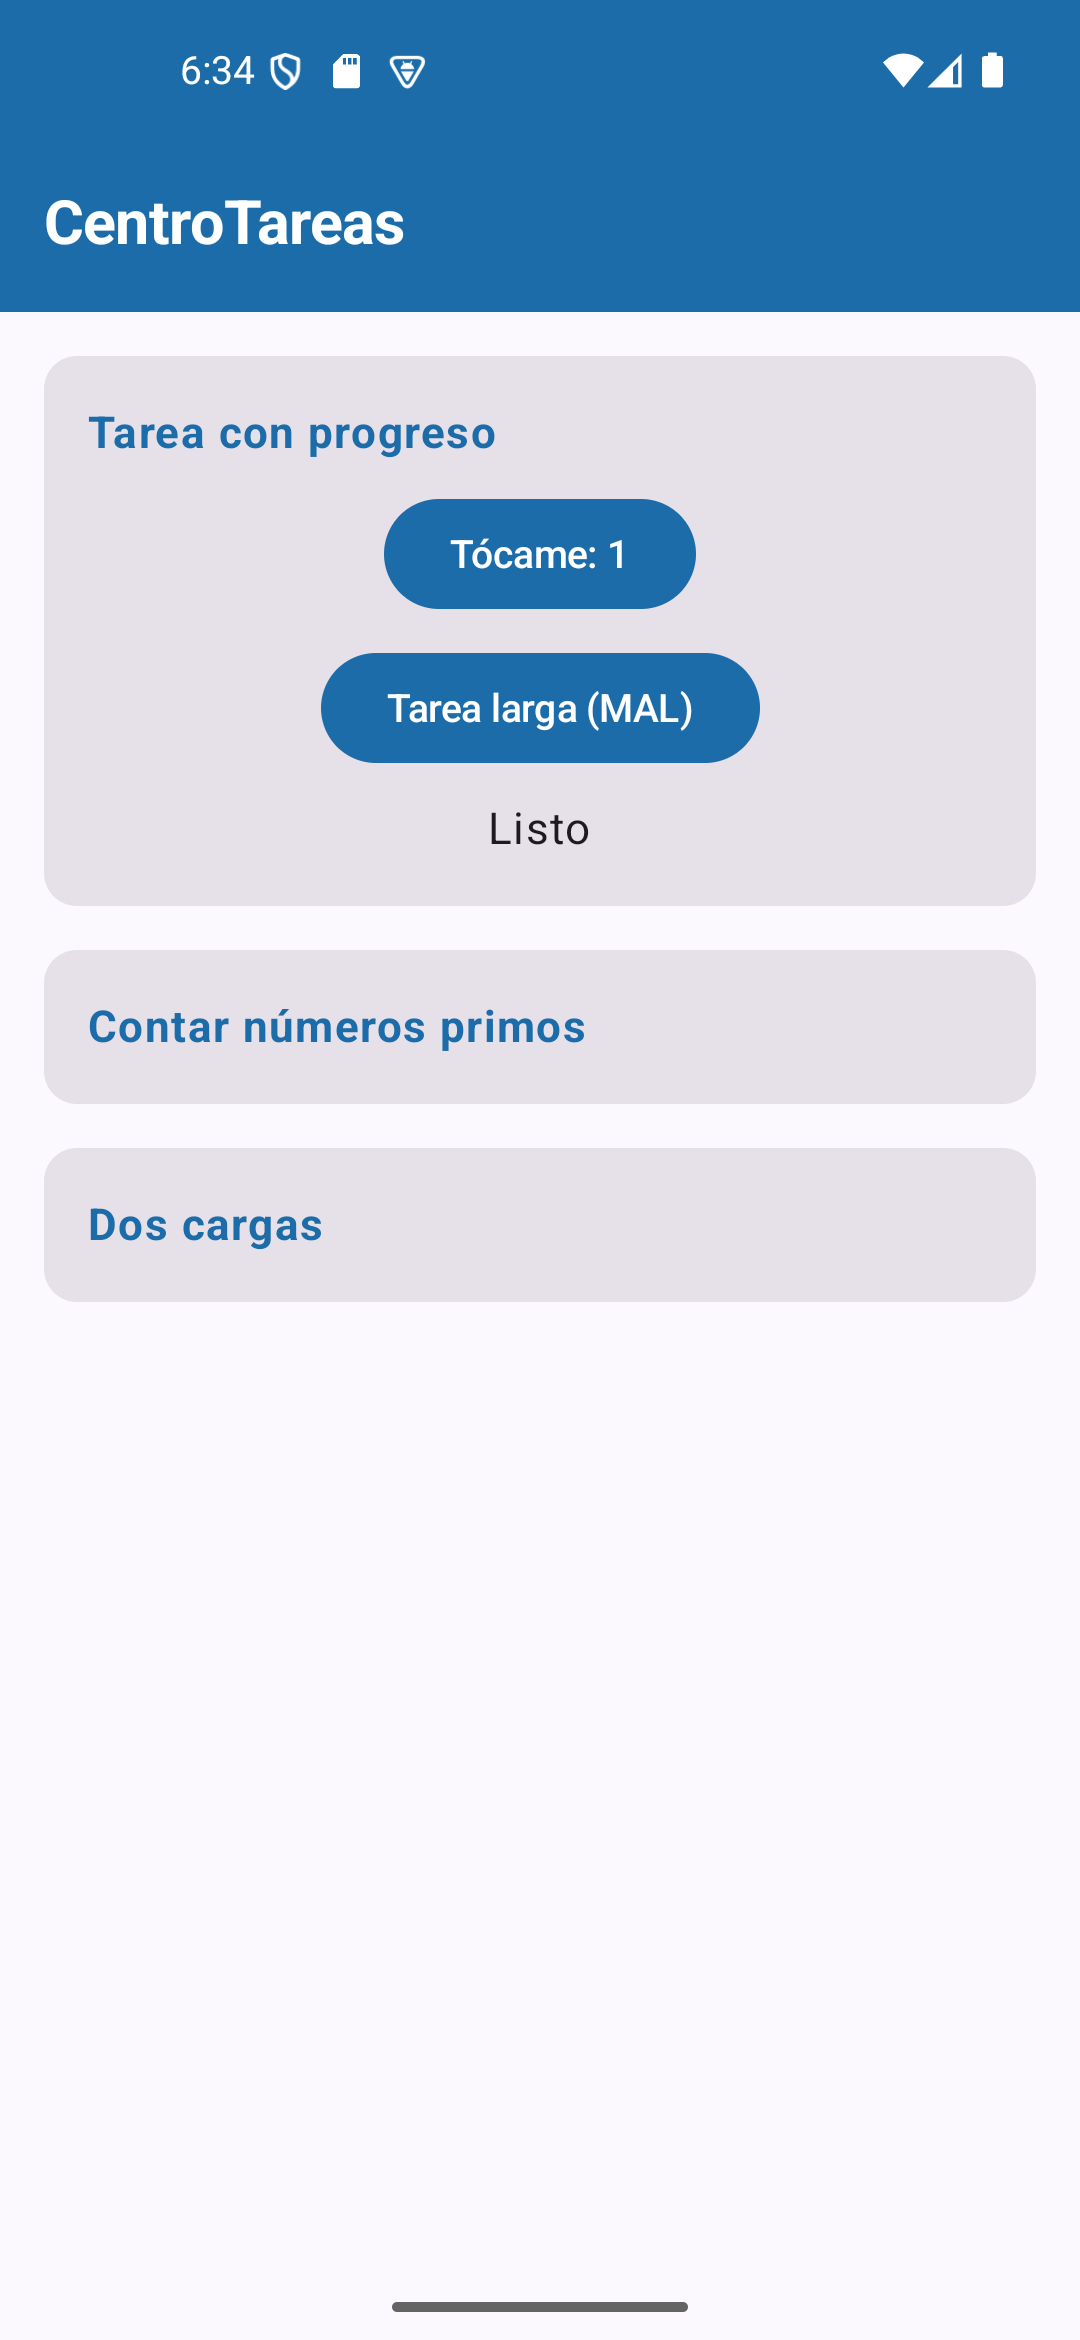 6:34
CentroTareas
Tarea con progreso
Tócame: 1
Tarea larga (MAL)
Listo
Contar números primos
Dos cargas